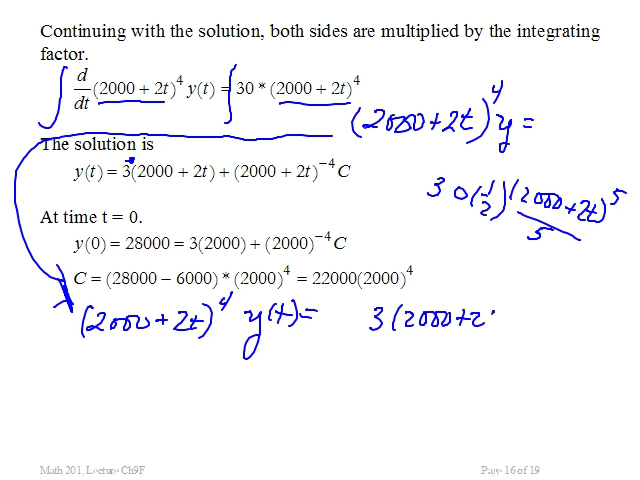 Continuing with the solution, both sides are multiplied by the integrating
factor.
∫ d/dt (2000 + 2t)⁴ y(t) = ∫ 30 * (2000 + 2t)⁴
(2000+2t)⁴ y =
The solution is
y(t) = 3(2000 + 2t) + (2000 + 2t)⁻⁴ C
30(1/2)(2000+2t)⁵/5
At time t = 0.
y(0) = 28000 = 3(2000) + (2000)⁻⁴ C
C = (28000 − 6000) * (2000)⁴ = 22000(2000)⁴
(2000+2t)⁴ y(t) = 3(2000+2
Math 201, Lecture Ch9F Page 16 of 19